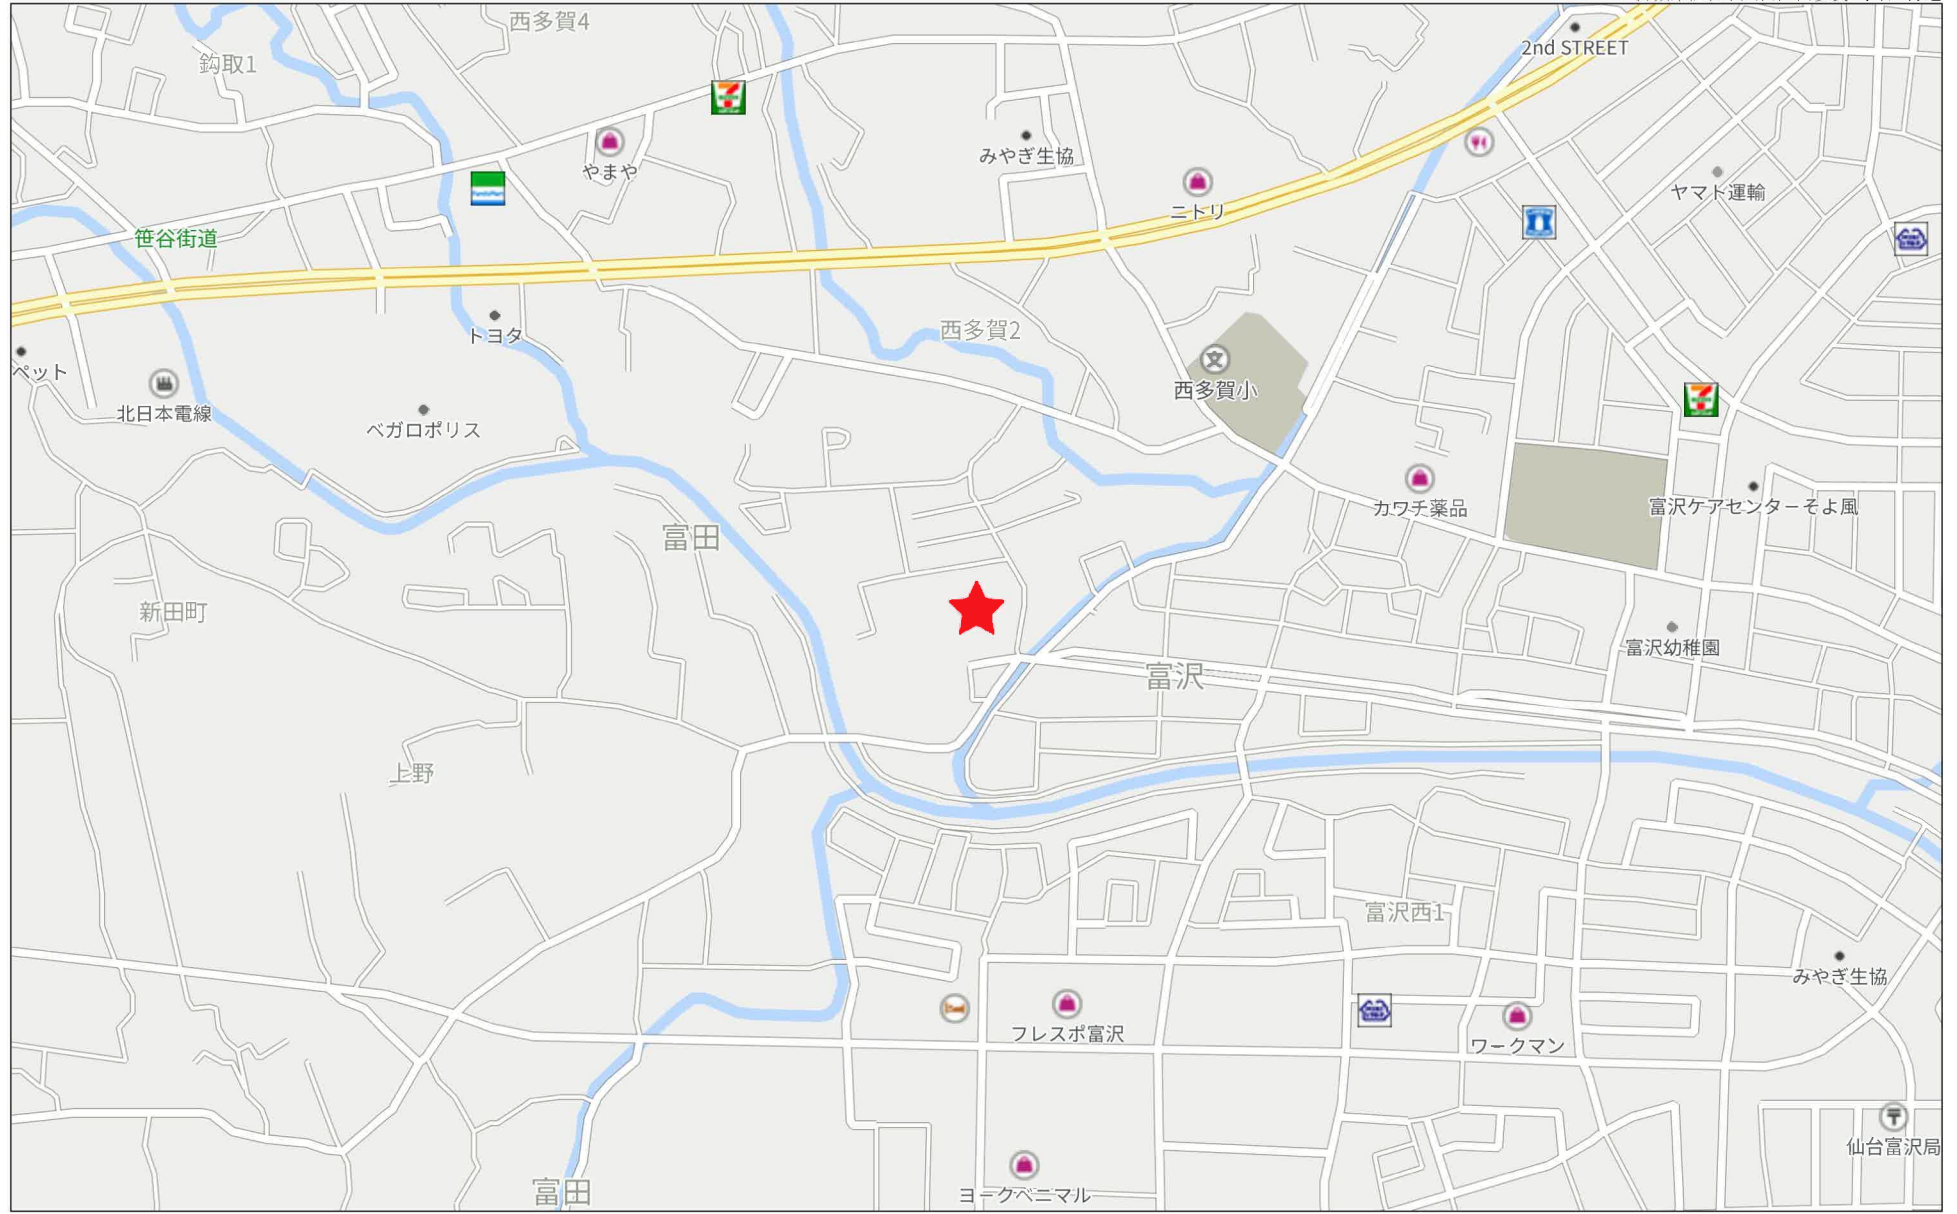 西多賀4
2nd STREET
鈎取1
みやぎ生協
やまや
ヤマト運輸
FamilyMart
ニトリ
笹谷街道
トヨタ
西多賀2
ペット
西多賀小
北日本電線
ベガロポリス
カワチ薬品
富沢ケアセンターそよ風
富田
新田町
富沢幼稚園
富沢
上野
富沢西1
みやぎ生協
フレスポ富沢
ワークマン
仙台富沢局
富田
ヨークベニマル